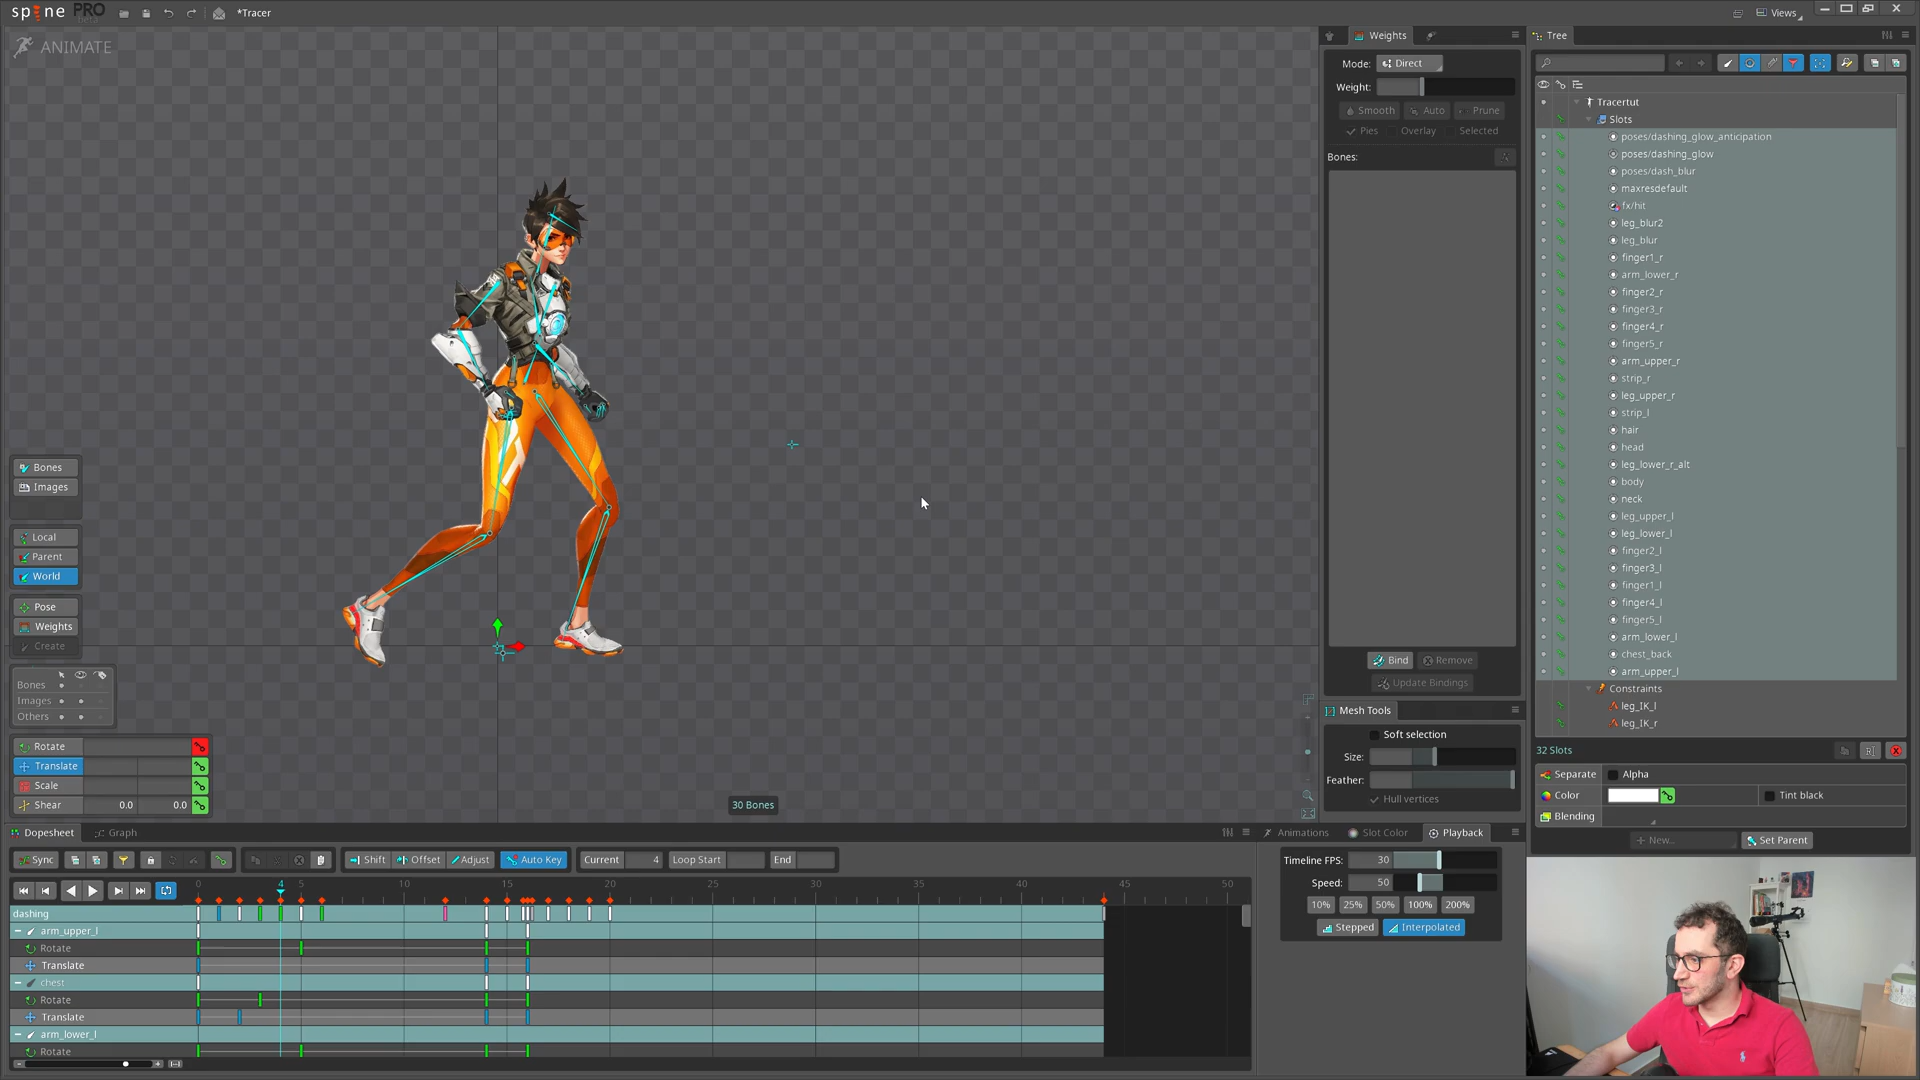 spine PRO
beta
*Tracer
Views
ANIMATE
Bones
Images
Local
Parent
World
Pose
Weights
Create
Bones
Images
Others
Rotate
Translate
Scale
Shear 0.0 0.0
30 Bones
Weights
Mode: Direct
Weight:
Smooth Auto Prune
Pies Overlay Selected
Bones:
Bind Remove
Update Bindings
Mesh Tools
Soft selection
Size:
Feather:
Hull vertices
Tree
Tracertut
Slots
poses/dashing_glow_anticipation
poses/dashing_glow
poses/dash_blur
maxresdefault
fx/hit
leg_blur2
leg_blur
finger1_r
arm_lower_r
finger2_r
finger3_r
finger4_r
finger5_r
arm_upper_r
strip_r
leg_upper_r
strip_l
hair
head
leg_lower_r_alt
body
neck
leg_upper_l
leg_lower_l
finger2_l
finger3_l
finger1_l
finger4_l
finger5_l
arm_lower_l
chest_back
arm_upper_l
Constraints
leg_IK_l
leg_IK_r
32 Slots
Separate Alpha
Color Tint black
Blending
New... Set Parent
Dopesheet Graph
Sync Shift Offset Adjust Auto Key Current 4 Loop Start End
0 4 5 10 15 20 25 30 35 40 45 50
dashing
arm_upper_l
Rotate
Translate
chest
Rotate
Translate
arm_lower_l
Rotate
Animations Slot Color Playback
Timeline FPS: 30
Speed: 50
10% 25% 50% 100% 200%
Stepped Interpolated